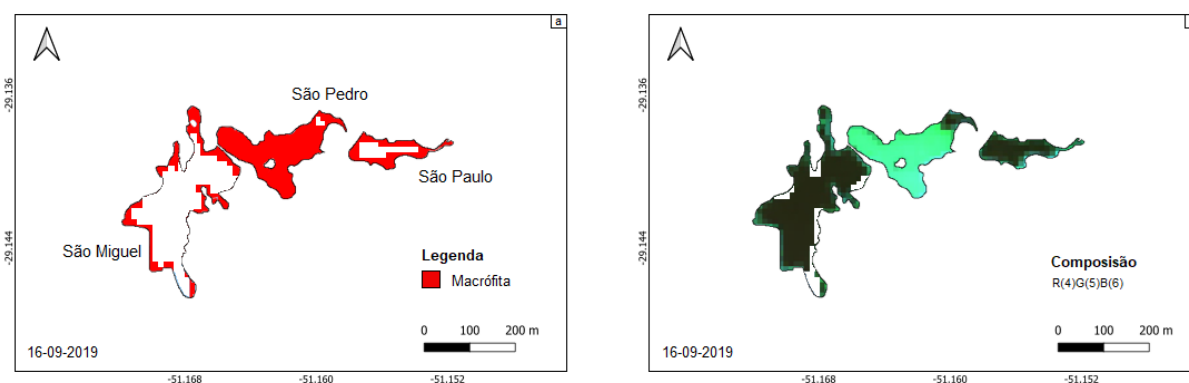 a
-29.136
-29.144
São Pedro
São Paulo
São Miguel
Legenda
Macrófita
0 100 200 m
16-09-2019
-51.168 -51.160 -51.152
-29.136
-29.144
Composisão
R(4)G(5)B(6)
0 100 200 m
16-09-2019
-51.168 -51.160 -51.152